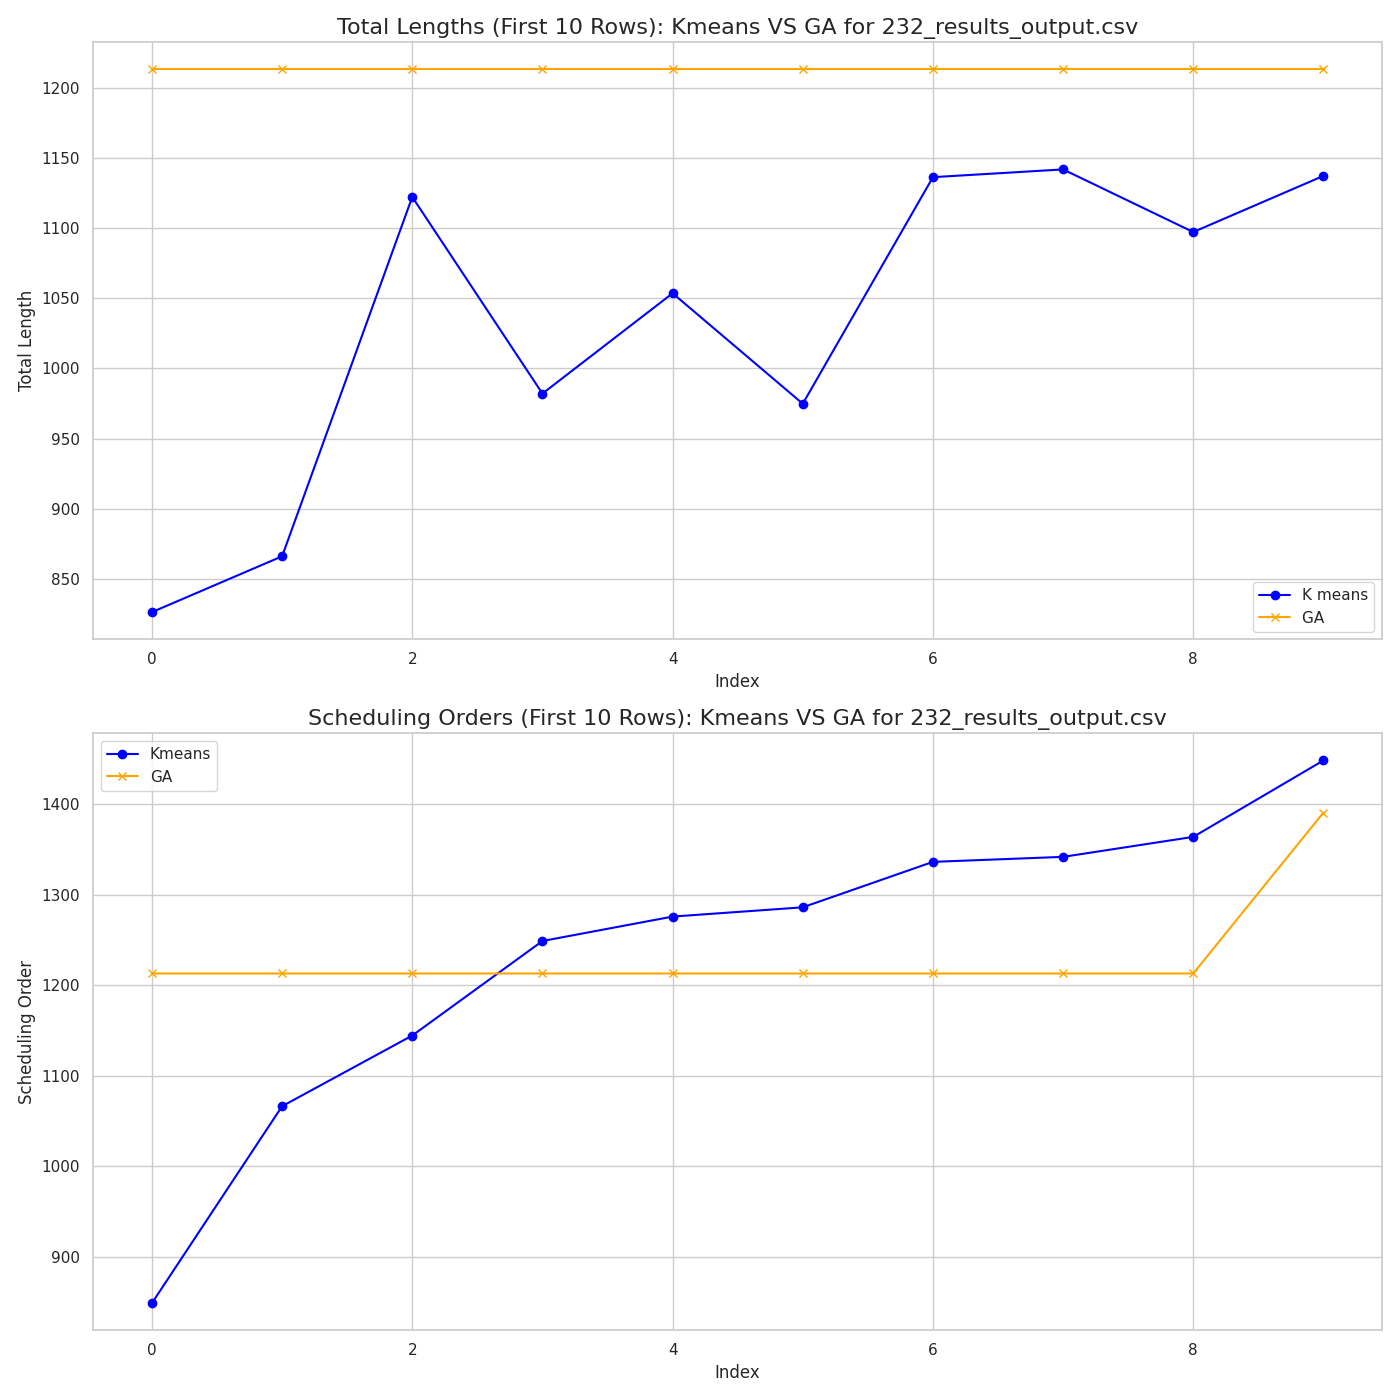 Total Lengths (First 10 Rows): Kmeans VS GA for 232_results_output.csv
1200
1150
1100
1050
1000
950
900
850
Total Length
K means
GA
0 2 4 6 8
Index
Scheduling Orders (First 10 Rows): Kmeans VS GA for 232_results_output.csv
Kmeans
GA
1400
1300
1200
1100
1000
900
Scheduling Order
0 2 4 6 8
Index